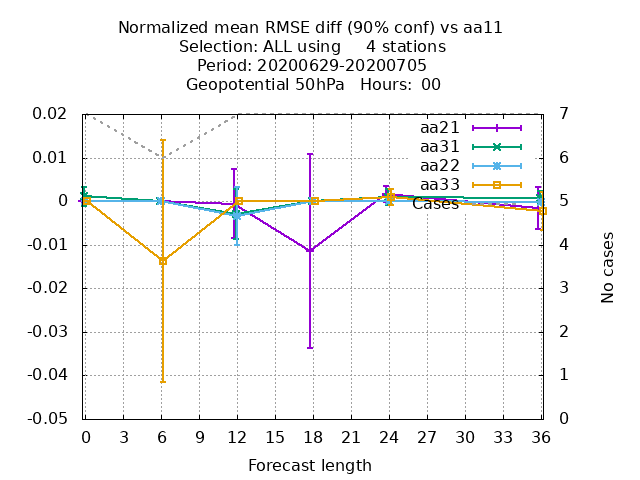 Normalized mean RMSE diff (90% conf) vs aa11
Selection: ALL using     4 stations
Period: 20200629-20200705
Geopotential 50hPa   Hours:  00
0.02
0.01
0
-0.01
-0.02
-0.03
-0.04
-0.05
7
6
5
4
3
2
1
0
No cases
aa21
aa31
aa22
aa33
Cases
0 3 6 9 12 15 18 21 24 27 30 33 36
Forecast length